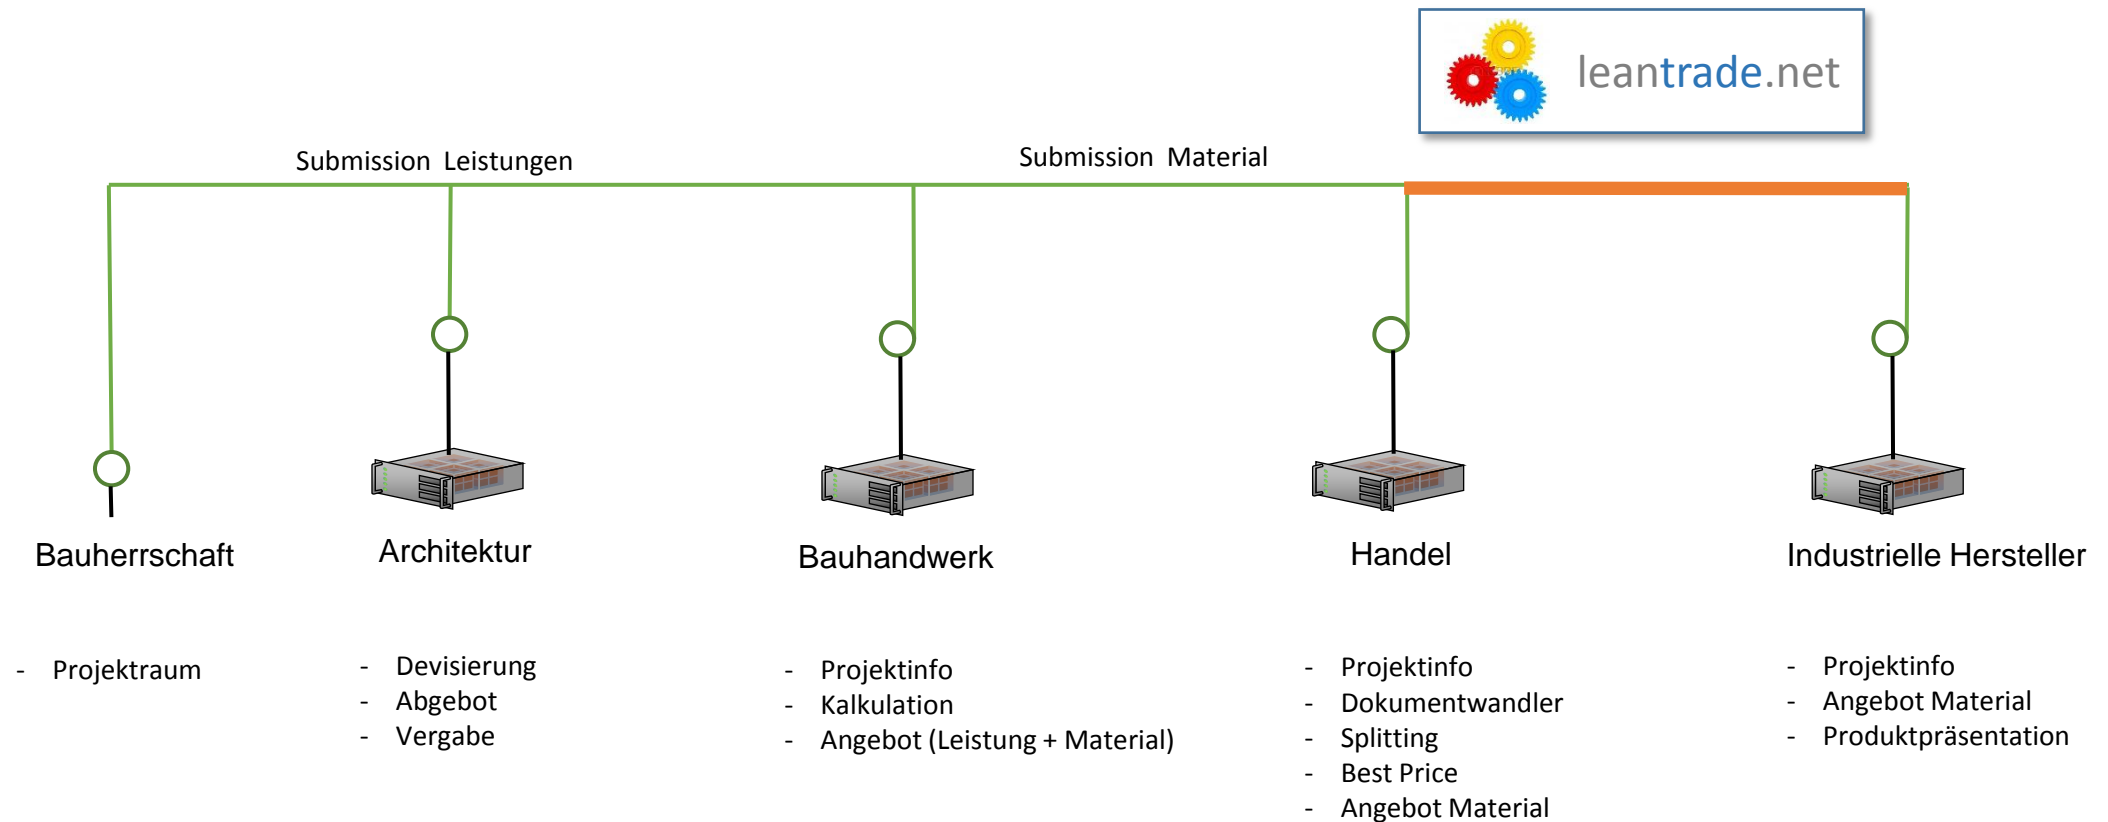 leantrade.net
Submission Leistungen
Submission Material
Bauherrschaft
Architektur
Bauhandwerk
Handel
Industrielle Hersteller
- Projektraum
- Devisierung
- Abgebot
- Vergabe
- Projektinfo
- Kalkulation
- Angebot (Leistung + Material)
- Projektinfo
- Dokumentwandler
- Splitting
- Best Price
- Angebot Material
- Projektinfo
- Angebot Material
- Produktpräsentation